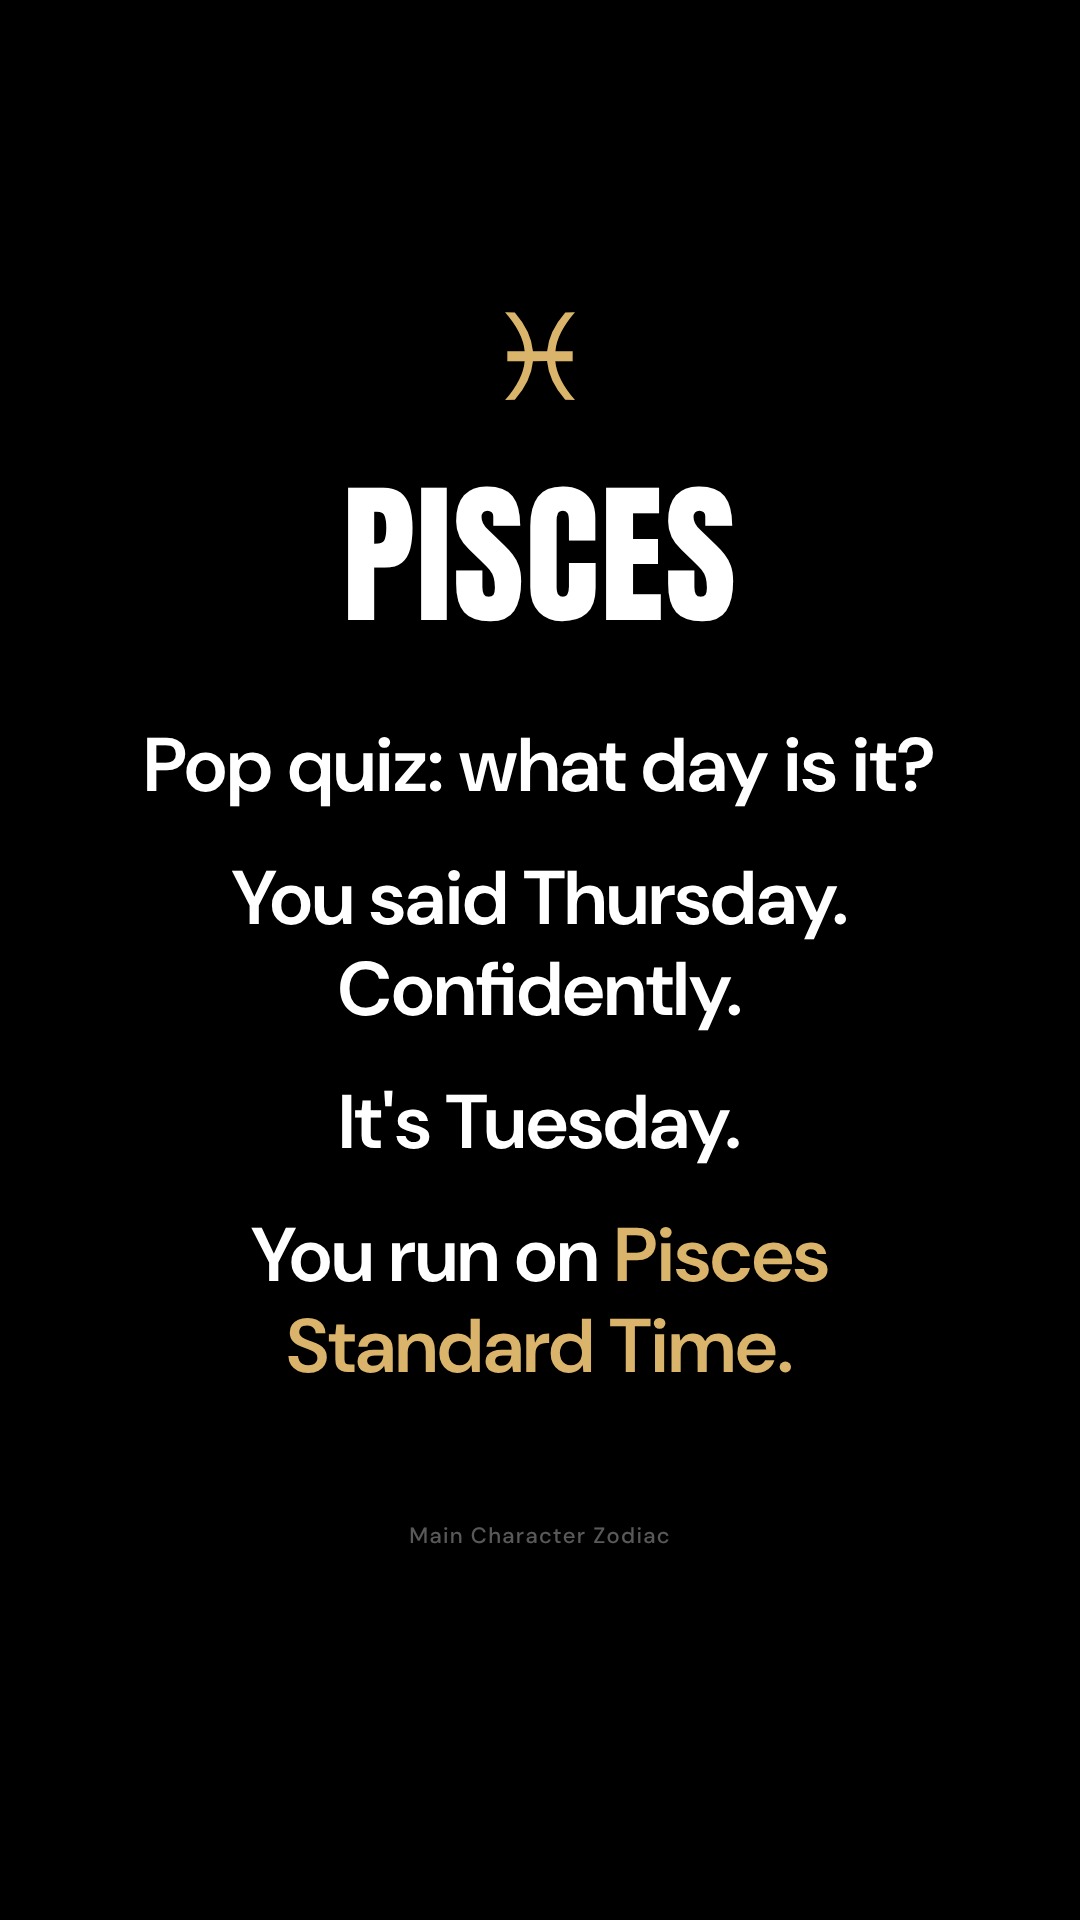 ♓
PISCES
Pop quiz: what day is it?
You said Thursday.
Confidently.
It's Tuesday.
You run on Pisces
Standard Time.
Main Character Zodiac